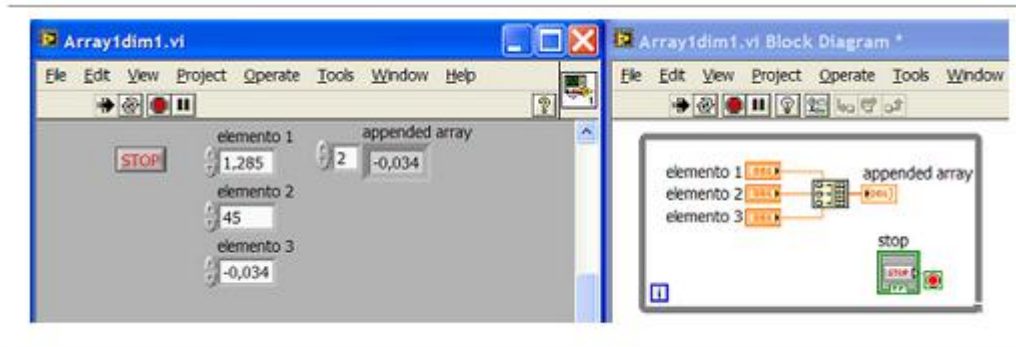 Array1dim1.vi
File Edit View Project Operate Tools Window Help
elemento 1
1,285
elemento 2
45
elemento 3
-0,034
appended array
2 -0,034
STOP
Array1dim1.vi Block Diagram *
File Edit View Project Operate Tools Window
elemento 1
elemento 2
elemento 3
appended array
stop
STOP
i